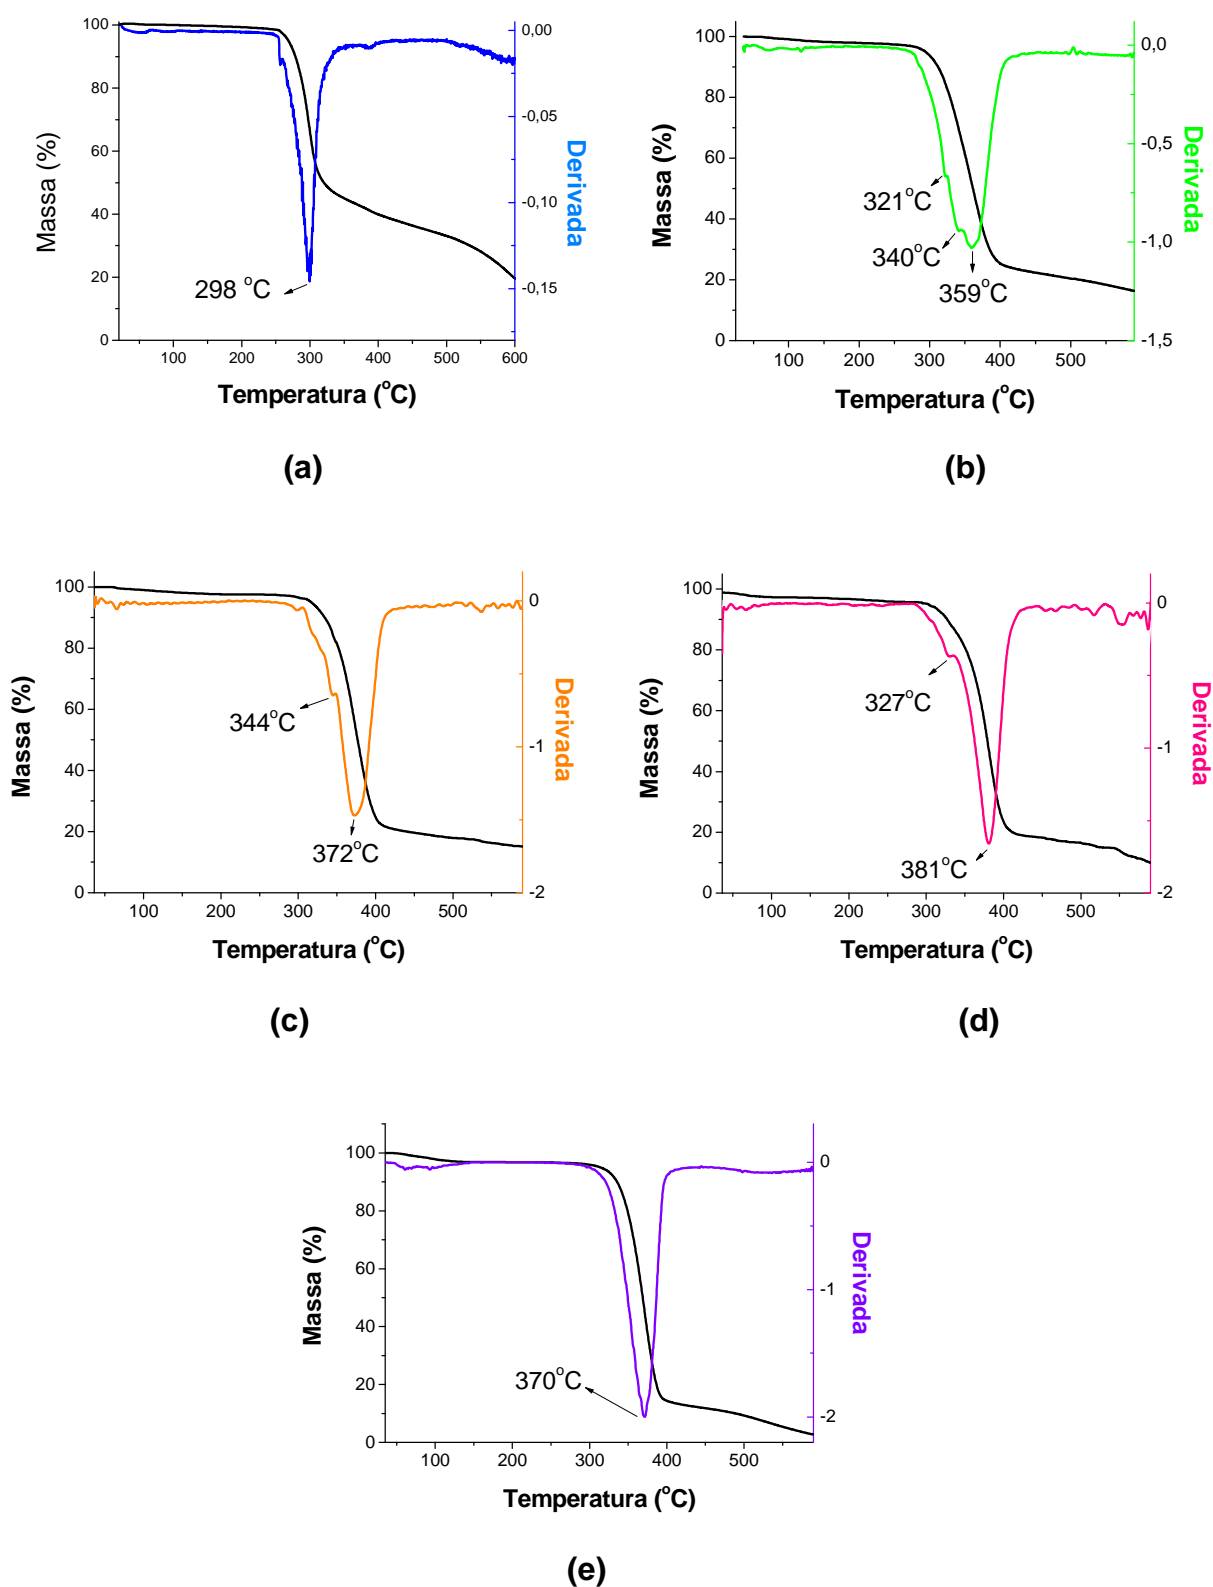 100
80
60
40
20
0
Massa (%)
0,00
-0,05
-0,10
-0,15
Derivada
298 °C
100
200
300
400
500
600
Temperatura (°C)
(a)
100
80
60
40
20
0
Massa (%)
0,0
-0,5
-1,0
-1,5
Derivada
321°C
340°C
359°C
100
200
300
400
500
Temperatura (°C)
(b)
100
80
60
40
20
0
Massa (%)
0
-1
-2
Derivada
344°C
372°C
100
200
300
400
500
Temperatura (°C)
(c)
100
80
60
40
20
0
Massa (%)
0
-1
-2
Derivada
327°C
381°C
100
200
300
400
500
Temperatura (°C)
(d)
100
80
60
40
20
0
Massa (%)
0
-1
-2
Derivada
370°C
100
200
300
400
500
Temperatura (°C)
(e)